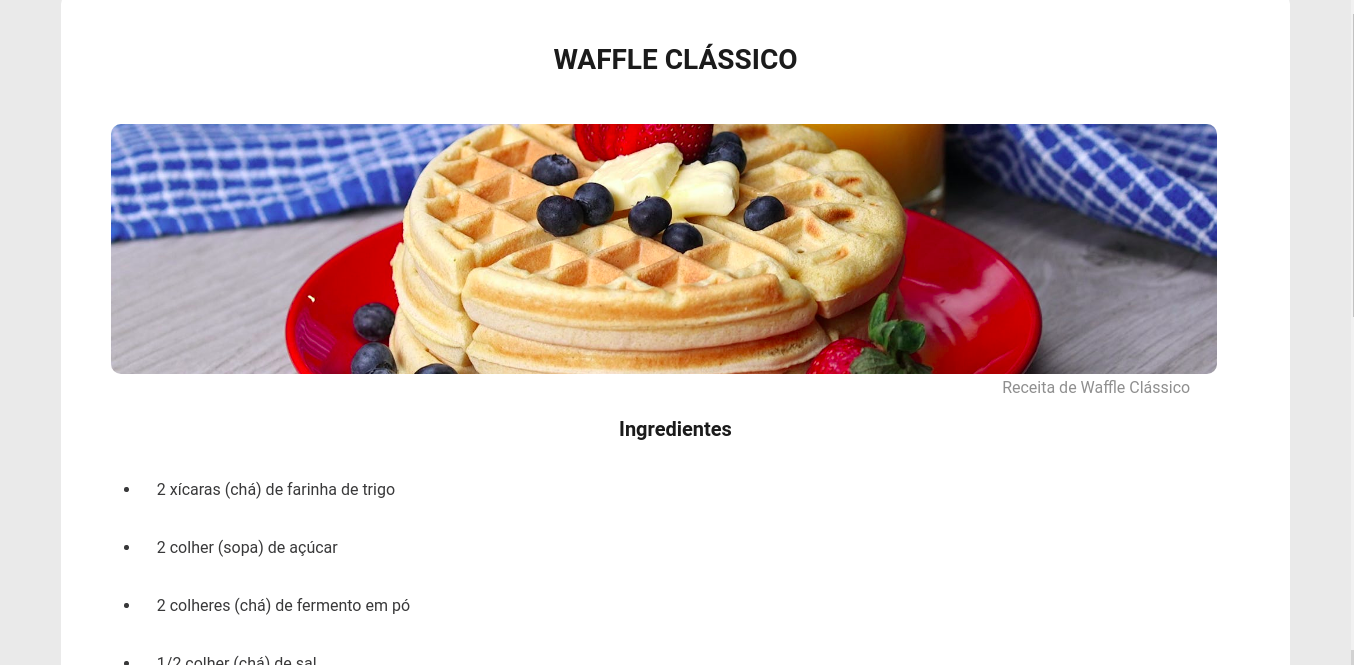 WAFFLE CLÁSSICO
Receita de Waffle Clássico
Ingredientes
• 2 xícaras (chá) de farinha de trigo
• 2 colher (sopa) de açúcar
• 2 colheres (chá) de fermento em pó
• 1/2 colher (chá) de sal